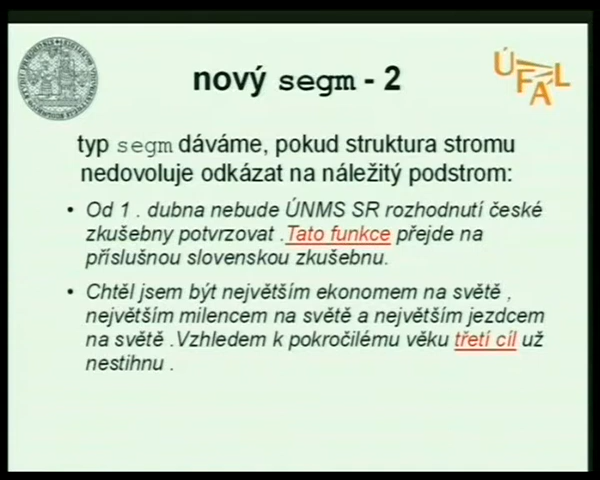 nový segm - 2
ÚFAL
typ segm dáváme, pokud struktura stromu
nedovoluje odkázat na náležitý podstrom:
• Od 1 . dubna nebude ÚNMS SR rozhodnutí české
zkušebny potvrzovat .Tato funkce přejde na
příslušnou slovenskou zkušebnu.
• Chtěl jsem být největším ekonomem na světě ,
největším milencem na světě a největším jezdcem
na světě .Vzhledem k pokročilému věku třetí cíl už
nestihnu .